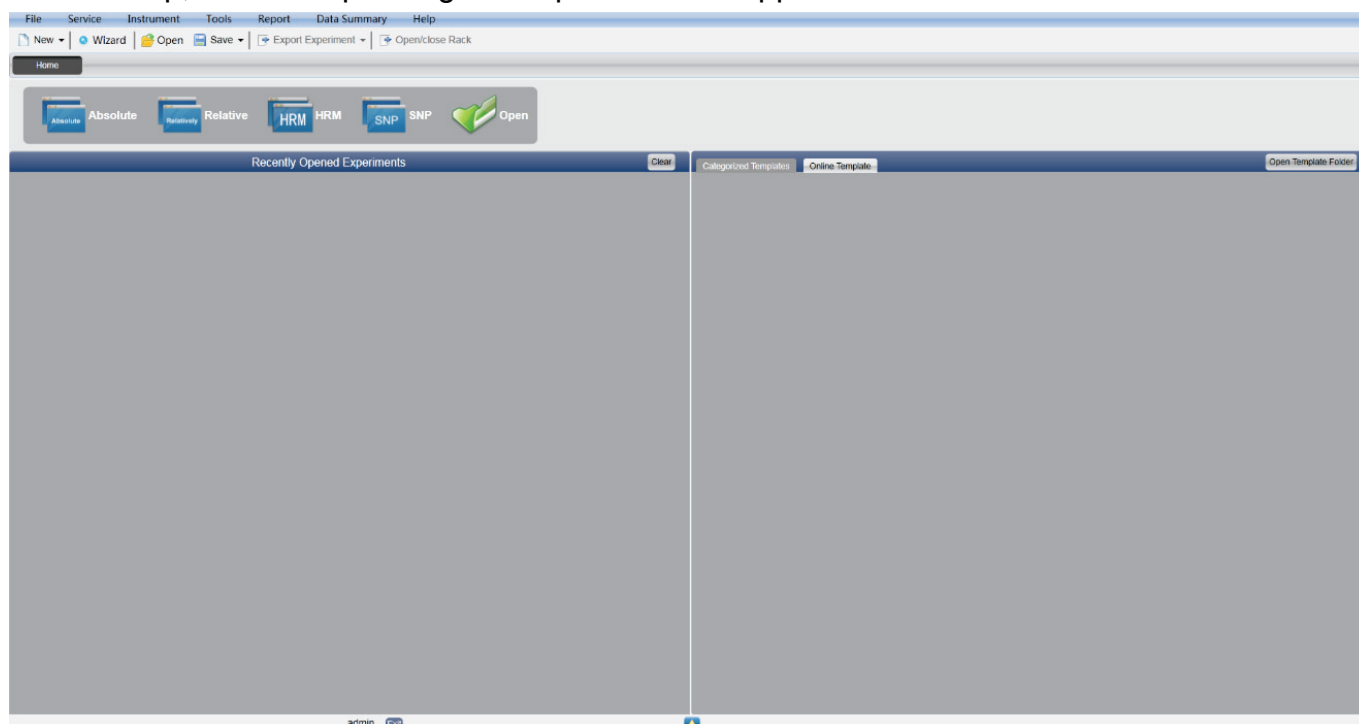 File Service Instrument Tools Report Data Summary Help
New Wizard Open Save Export Experiment Open/close Rack
Home
Absolute Absolute Relatively Relative HRM HRM SNP SNP Open
Recently Opened Experiments Clear Categorized Templates Online Template Open Template Folder
admin Exit